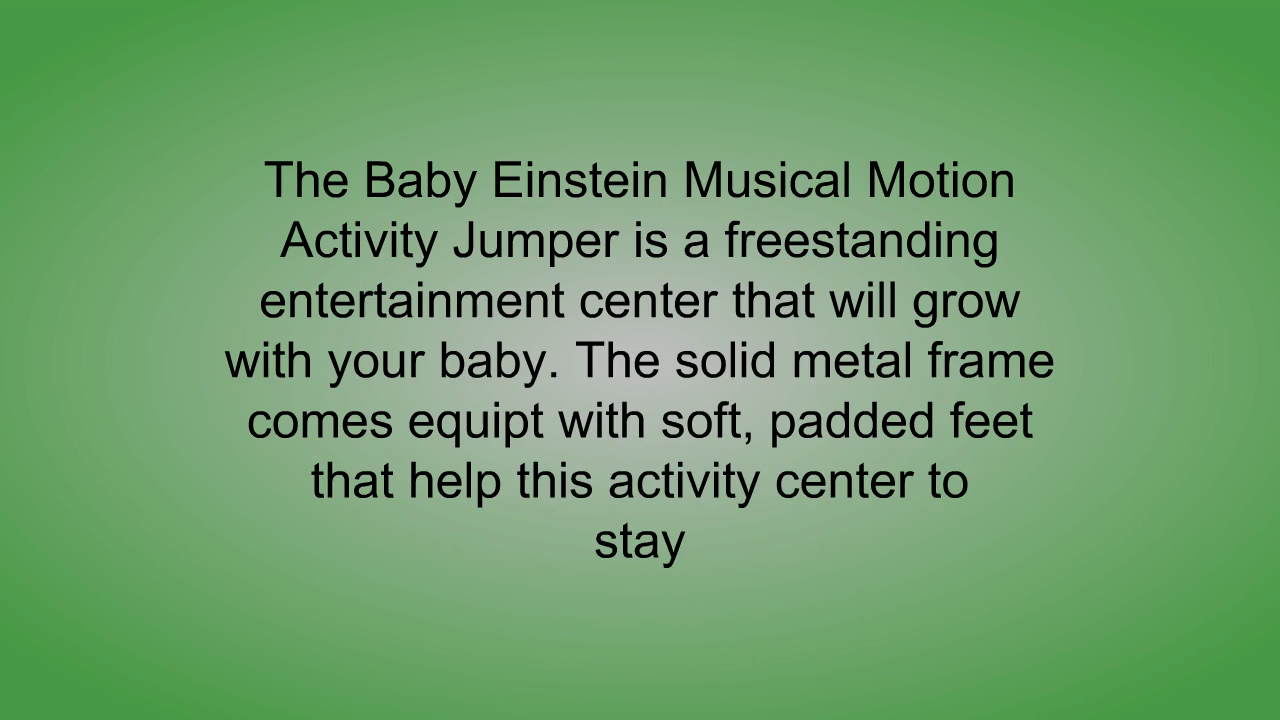 The Baby Einstein Musical Motion
Activity Jumper is a freestanding
entertainment center that will grow
with your baby. The solid metal frame
comes equipt with soft, padded feet
that help this activity center to
stay